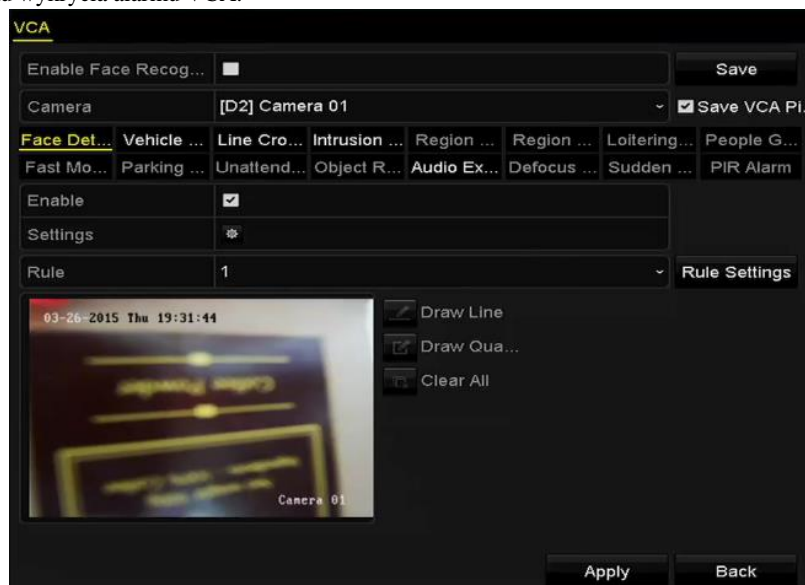 alarmu VCA.
VCA
Enable Face Recog...
Save
Camera
[D2] Camera 01
Save VCA Pi.
Face Det...
Vehicle ...
Line Cro...
Intrusion ...
Region ...
Region ...
Loitering...
People G...
Fast Mo...
Parking ...
Unattend...
Object R...
Audio Ex...
Defocus ...
Sudden ...
PIR Alarm
Enable
Settings
Rule
1
Rule Settings
03-26-2015 Thu 19:31:44
Camera 01
Draw Line
Draw Qua...
Clear All
Apply
Back